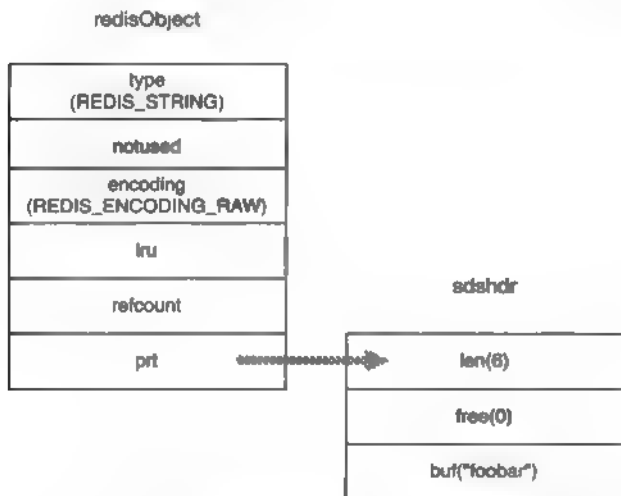 redisObject
type
(REDIS_STRING)
notused
encoding
(REDIS_ENCODING_RAW)
lru
refcount
prt
sdshdr
len(6)
free(0)
buf("foobar")